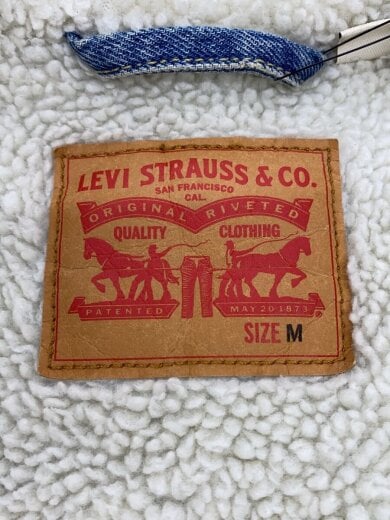 LEVI STRAUSS & CO.
SAN FRANCISCO
CAL.
ORIGINAL RIVETED
QUALITY CLOTHING
PATENTED MAY 20 1873
SIZE M